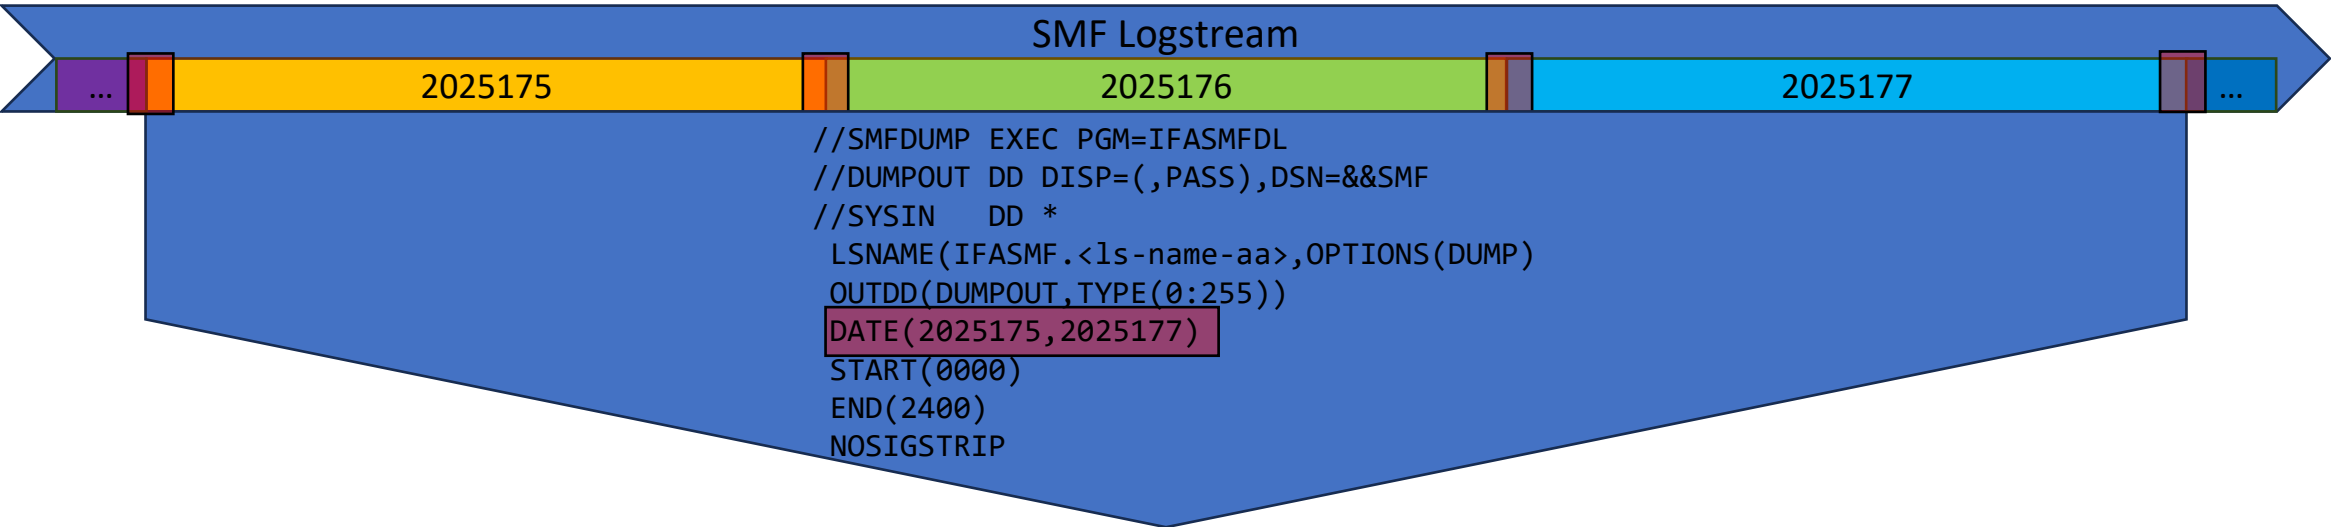 SMF Logstream
... 2025175 2025176 2025177 ...
//SMFDUMP EXEC PGM=IFASMFDL
//DUMPOUT DD DISP=(,PASS),DSN=&&SMF
//SYSIN   DD *
LSNAME(IFASMF.<ls-name-aa>,OPTIONS(DUMP)
OUTDD(DUMPOUT,TYPE(0:255))
DATE(2025175,2025177)
START(0000)
END(2400)
NOSIGSTRIP